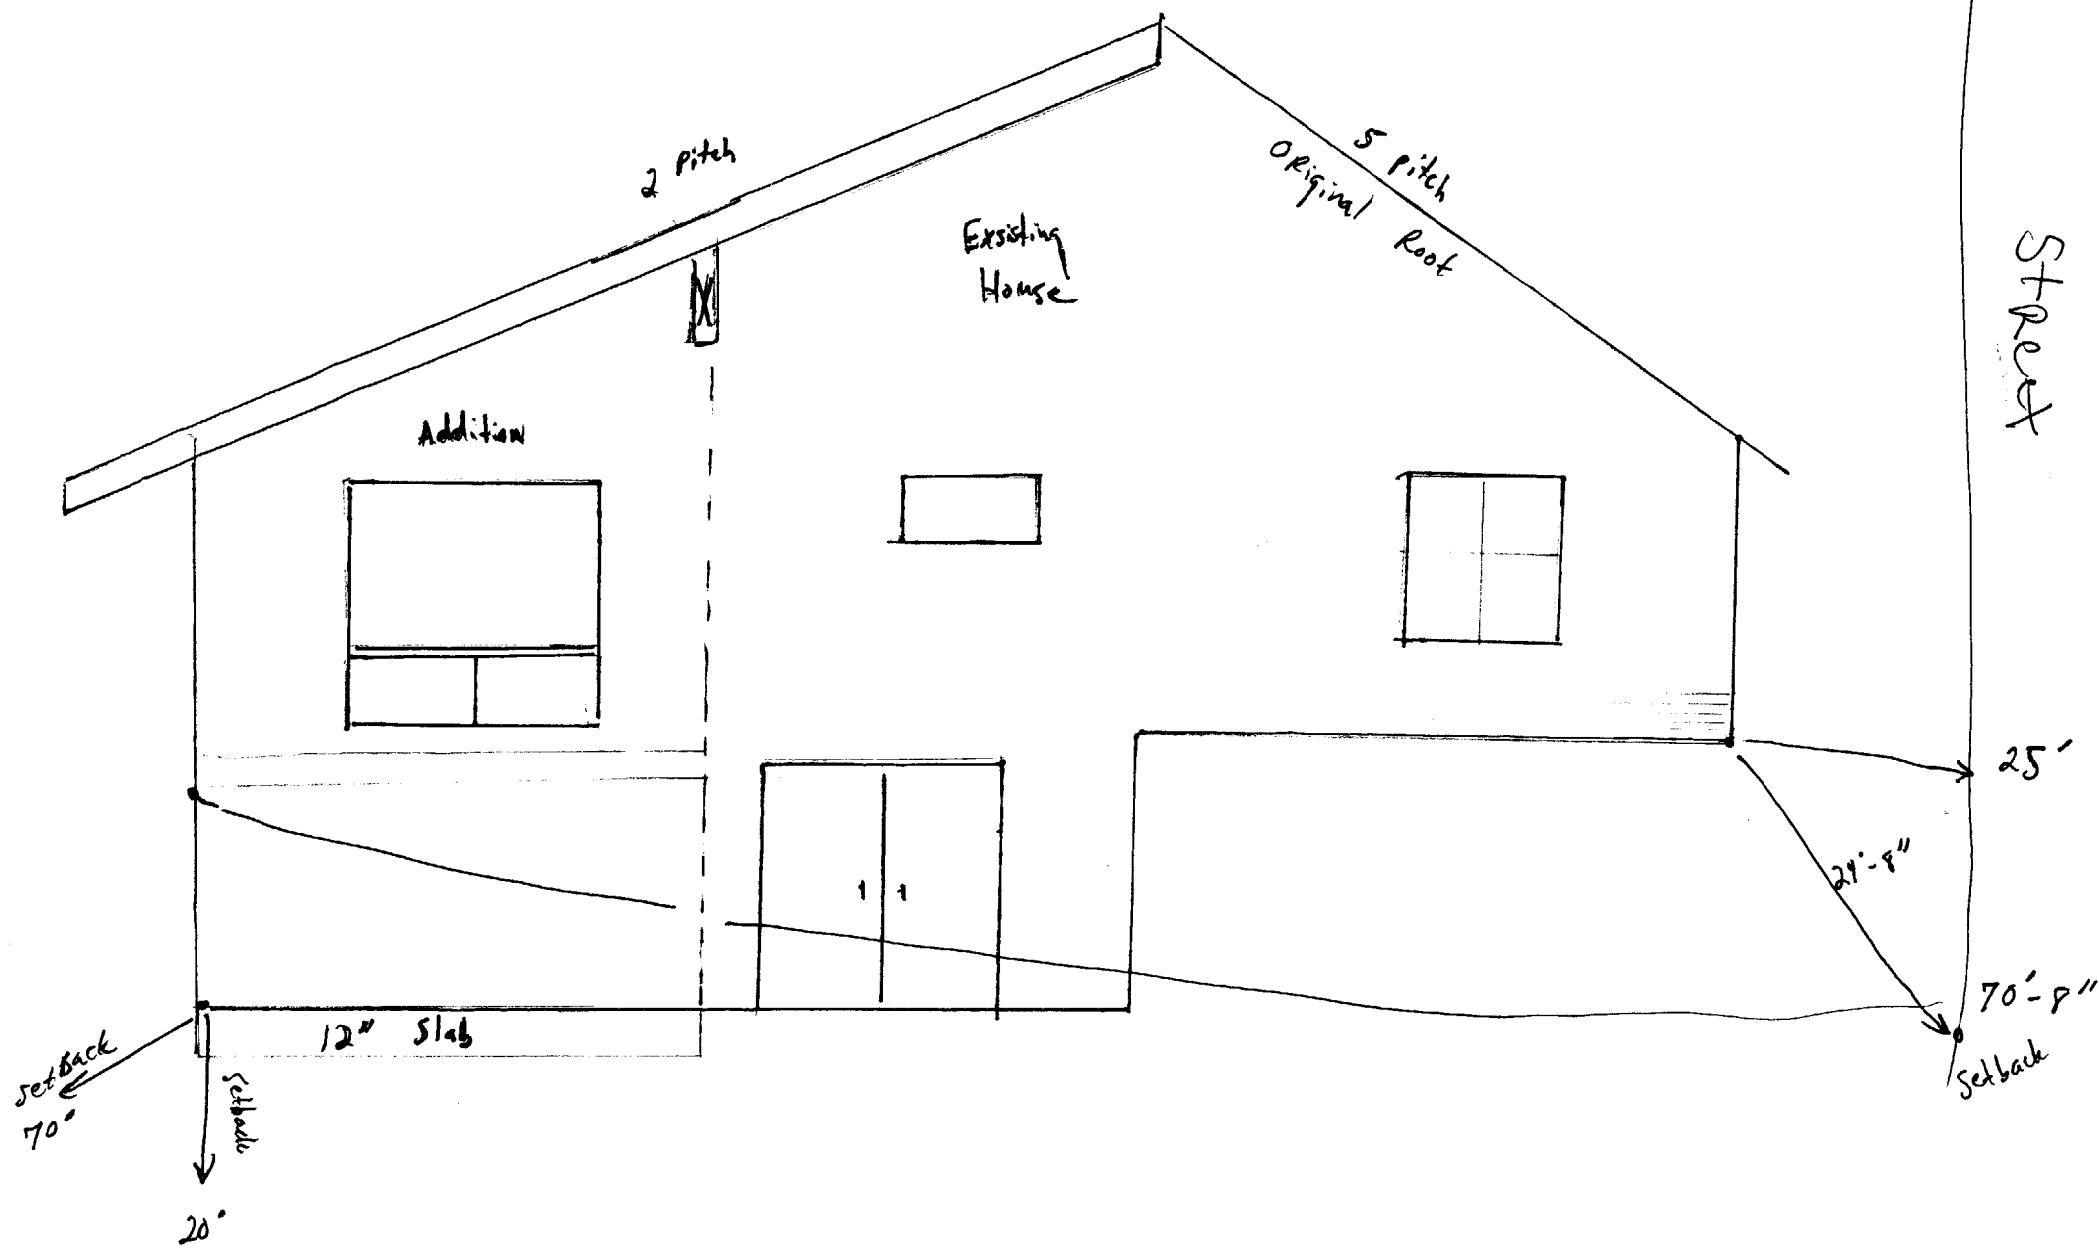 2 Pitch
5 Pitch
Original Roof
Exsisting
House
Street
Addition
25'
24'-8"
70'-8"
Setback
12" Slab
Setback
70'
Setback
20'